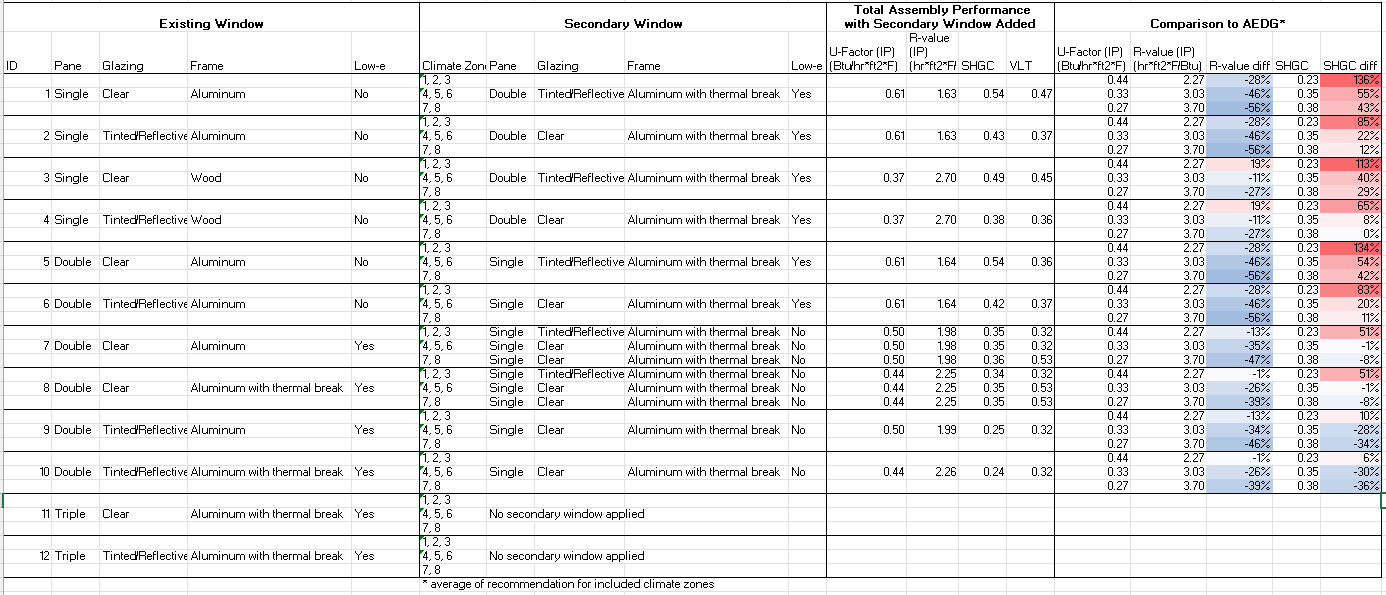 Existing Window Secondary Window Total Assembly Performance with Secondary Window Added Comparison to AEDG*
ID Pane Glazing Frame Low-e Climate Zon Pane Glazing Frame Low-e U-Factor (IP) (Btu/hr*ft2*F) R-value (IP) (hr*ft2*F/ SHGC VLT U-Factor (IP) (Btu/hr*ft2*F) R-value (IP) (hr*ft2*F/Btu) R-value diff SHGC SHGC diff
1, 2, 3 0.44 2.27 -28% 0.23 136%
1 Single Clear Aluminum No 4, 5, 6 Double Tinted/Reflective Aluminum with thermal break Yes 0.61 1.63 0.54 0.47 0.33 3.03 -46% 0.35 55%
7, 8 0.27 3.70 -56% 0.38 43%
1, 2, 3 0.44 2.27 -28% 0.23 85%
2 Single Tinted/Reflective Aluminum No 4, 5, 6 Double Clear Aluminum with thermal break Yes 0.61 1.63 0.43 0.37 0.33 3.03 -46% 0.35 22%
7, 8 0.27 3.70 -56% 0.38 12%
1, 2, 3 0.44 2.27 19% 0.23 113%
3 Single Clear Wood No 4, 5, 6 Double Tinted/Reflective Aluminum with thermal break Yes 0.37 2.70 0.49 0.45 0.33 3.03 -11% 0.35 40%
7, 8 0.27 3.70 -27% 0.38 29%
1, 2, 3 0.44 2.27 19% 0.23 65%
4 Single Tinted/Reflective Wood No 4, 5, 6 Double Clear Aluminum with thermal break Yes 0.37 2.70 0.38 0.36 0.33 3.03 -11% 0.35 8%
7, 8 0.27 3.70 -27% 0.38 0%
1, 2, 3 0.44 2.27 -28% 0.23 134%
5 Double Clear Aluminum No 4, 5, 6 Single Tinted/Reflective Aluminum with thermal break Yes 0.61 1.64 0.54 0.36 0.33 3.03 -46% 0.35 54%
7, 8 0.27 3.70 -56% 0.38 42%
1, 2, 3 0.44 2.27 -28% 0.23 83%
6 Double Tinted/Reflective Aluminum No 4, 5, 6 Single Clear Aluminum with thermal break Yes 0.61 1.64 0.42 0.37 0.33 3.03 -46% 0.35 20%
7, 8 0.27 3.70 -56% 0.38 11%
1, 2, 3 Single Tinted/Reflective Aluminum with thermal break No 0.50 1.98 0.35 0.32 0.44 2.27 -13% 0.23 51%
7 Double Clear Aluminum Yes 4, 5, 6 Single Clear Aluminum with thermal break No 0.50 1.98 0.35 0.32 0.33 3.03 -35% 0.35 -1%
7, 8 Single Clear Aluminum with thermal break No 0.50 1.98 0.36 0.53 0.27 3.70 -47% 0.38 -8%
1, 2, 3 Single Tinted/Reflective Aluminum with thermal break No 0.44 2.25 0.34 0.32 0.44 2.27 -1% 0.23 51%
8 Double Clear Aluminum with thermal break Yes 4, 5, 6 Single Clear Aluminum with thermal break No 0.44 2.25 0.35 0.53 0.33 3.03 -26% 0.35 -1%
7, 8 Single Clear Aluminum with thermal break No 0.44 2.25 0.35 0.53 0.27 3.70 -39% 0.38 -8%
1, 2, 3 0.44 2.27 -13% 0.23 10%
9 Double Tinted/Reflective Aluminum Yes 4, 5, 6 Single Clear Aluminum with thermal break No 0.50 1.99 0.25 0.32 0.33 3.03 -34% 0.35 -28%
7, 8 0.27 3.70 -46% 0.38 -34%
1, 2, 3 0.44 2.27 -1% 0.23 6%
10 Double Tinted/Reflective Aluminum with thermal break Yes 4, 5, 6 Single Clear Aluminum with thermal break No 0.44 2.26 0.24 0.32 0.33 3.03 -26% 0.35 -30%
7, 8 0.27 3.70 -39% 0.38 -36%
1, 2, 3
11 Triple Clear Aluminum with thermal break Yes 4, 5, 6 No secondary window applied
7, 8
1, 2, 3
12 Triple Tinted/Reflective Aluminum with thermal break Yes 4, 5, 6 No secondary window applied
7, 8
* average of recommendation for included climate zones